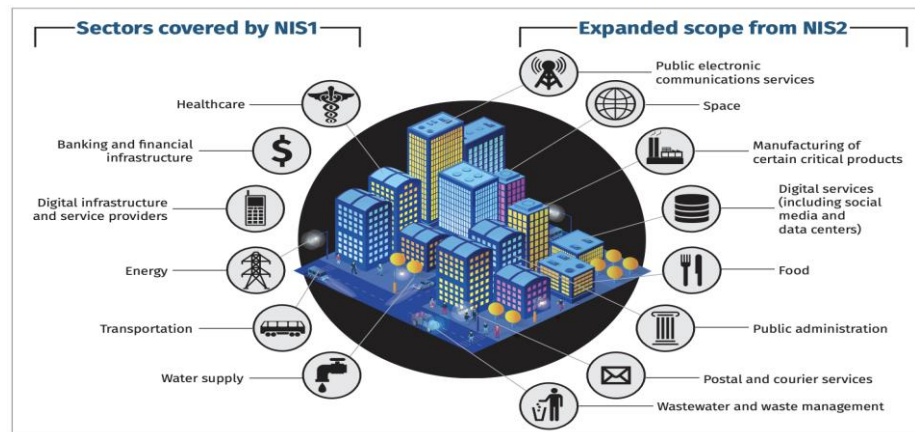 Sectors covered by NIS1
Healthcare
Banking and financial
infrastructure
Digital infrastructure
and service providers
Energy
Transportation
Water supply
Expanded scope from NIS2
Public electronic
communications services
Space
Manufacturing of
certain critical products
Digital services
(including social
media and
data centers)
Food
Public administration
Postal and courier services
Wastewater and waste management